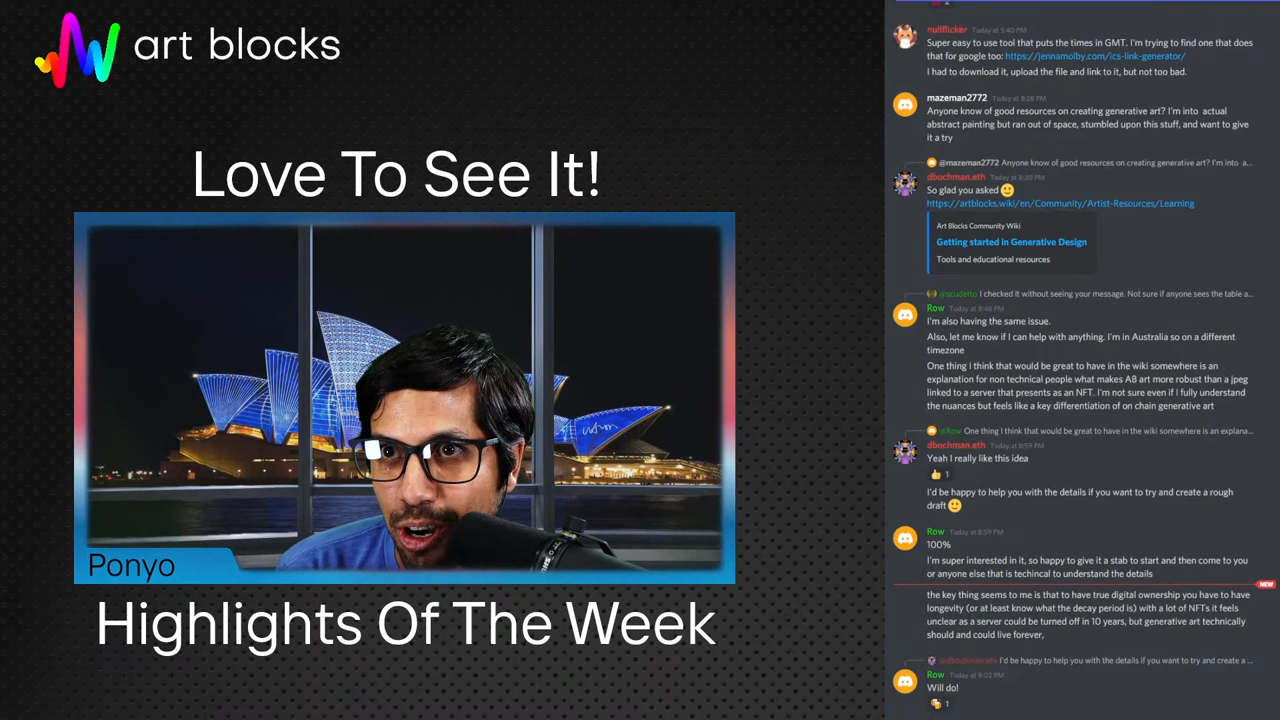 art blocks
Love To See It!
Ponyo
Highlights Of The Week
2
nullflicker Today at 5:40 PM
Super easy to use tool that puts the times in GMT. I'm trying to find one that does
that for google too: https://jennamolby.com/ics-link-generator/
I had to download it, upload the file and link to it, but not too bad.
mazeman2772 Today at 8:28 PM
Anyone know of good resources on creating generative art? I'm into actual
abstract painting but ran out of space, stumbled upon this stuff, and want to give
it a try
@mazeman2772 Anyone know of good resources on creating generative art? I'm into a...
dbochman.eth Today at 8:30 PM
So glad you asked
https://artblocks.wiki/en/Community/Artist-Resources/Learning
Art Blocks Community Wiki
Getting started in Generative Design
Tools and educational resources
@scudetto I checked it without seeing your message. Not sure if anyone sees the table a...
Row Today at 8:48 PM
I'm also having the same issue.
Also, let me know if I can help with anything. I'm in Australia so on a different
timezone
One thing I think that would be great to have in the wiki somewhere is an
explanation for non technical people what makes AB art more robust than a jpeg
linked to a server that presents as an NFT. I'm not sure even if I fully understand
the nuances but feels like a key differentiation of on chain generative art
@Row One thing I think that would be great to have in the wiki somewhere is an explana...
dbochman.eth Today at 8:59 PM
Yeah I really like this idea
1
I'd be happy to help you with the details if you want to try and create a rough
draft
Row Today at 8:59 PM
100%
I'm super interested in it, so happy to give it a stab to start and then come to you
or anyone else that is techincal to understand the details
NEW
the key thing seems to me is that to have true digital ownership you have to have
longevity (or at least know what the decay period is) with a lot of NFTs it feels
unclear as a server could be turned off in 10 years, but generative art technically
should and could live forever,
@dbochman.eth I'd be happy to help you with the details if you want to try and create a ...
Row Today at 9:02 PM
Will do!
1